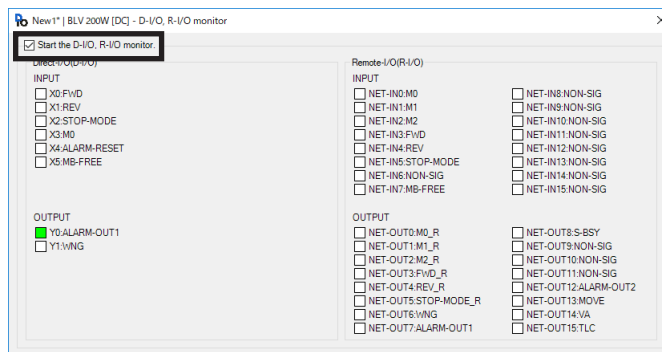 New1* | BLV 200W [DC] - D-I/O, R-I/O monitor
Start the D-I/O, R-I/O monitor.
Direct-I/O(D-I/O)
INPUT
X0:FWD
X1:REV
X2:STOP-MODE
X3:M0
X4:ALARM-RESET
X5:MB-FREE
OUTPUT
Y0:ALARM-OUT1
Y1:WNG
Remote-I/O(R-I/O)
INPUT
NET-IN0:M0
NET-IN1:M1
NET-IN2:M2
NET-IN3:FWD
NET-IN4:REV
NET-IN5:STOP-MODE
NET-IN6:NON-SIG
NET-IN7:MB-FREE
NET-IN8:NON-SIG
NET-IN9:NON-SIG
NET-IN10:NON-SIG
NET-IN11:NON-SIG
NET-IN12:NON-SIG
NET-IN13:NON-SIG
NET-IN14:NON-SIG
NET-IN15:NON-SIG
OUTPUT
NET-OUT0:M0_R
NET-OUT1:M1_R
NET-OUT2:M2_R
NET-OUT3:FWD_R
NET-OUT4:REV_R
NET-OUT5:STOP-MODE_R
NET-OUT6:WNG
NET-OUT7:ALARM-OUT1
NET-OUT8:S-BSY
NET-OUT9:NON-SIG
NET-OUT10:NON-SIG
NET-OUT11:NON-SIG
NET-OUT12:ALARM-OUT2
NET-OUT13:MOVE
NET-OUT14:VA
NET-OUT15:TLC